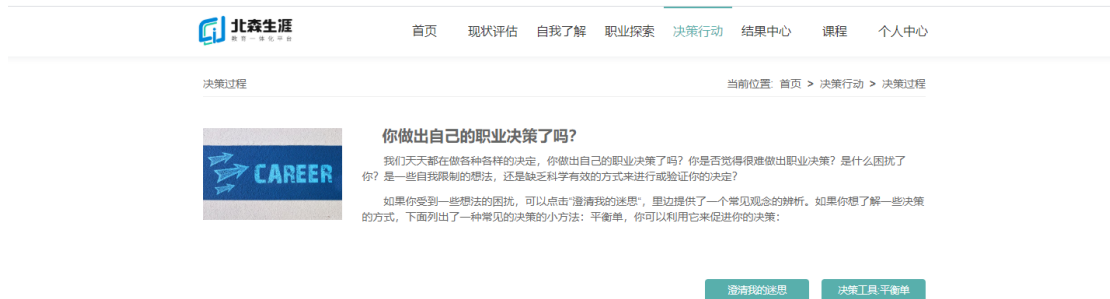 北森生涯
教育一体化平台
首页 现状评估 自我了解 职业探索 决策行动 结果中心 课程 个人中心
决策过程
当前位置: 首页 > 决策行动 > 决策过程
CAREER
你做出自己的职业决策了吗?
我们天天都在做各种各样的决定，你做出自己的职业决策了吗？你是否觉得很难做出职业决策？是什么困扰了
你？是一些自我限制的想法，还是缺乏科学有效的方式来进行或验证你的决定？
如果你受到一些想法的困扰，可以点击“澄清我的迷思”，里边提供了一个常见观念的辨析。如果你想了解一些决策
的方式，下面列出了一种常见的决策的小方法：平衡单，你可以利用它来促进你的决策：
澄清我的迷思 决策工具:平衡单